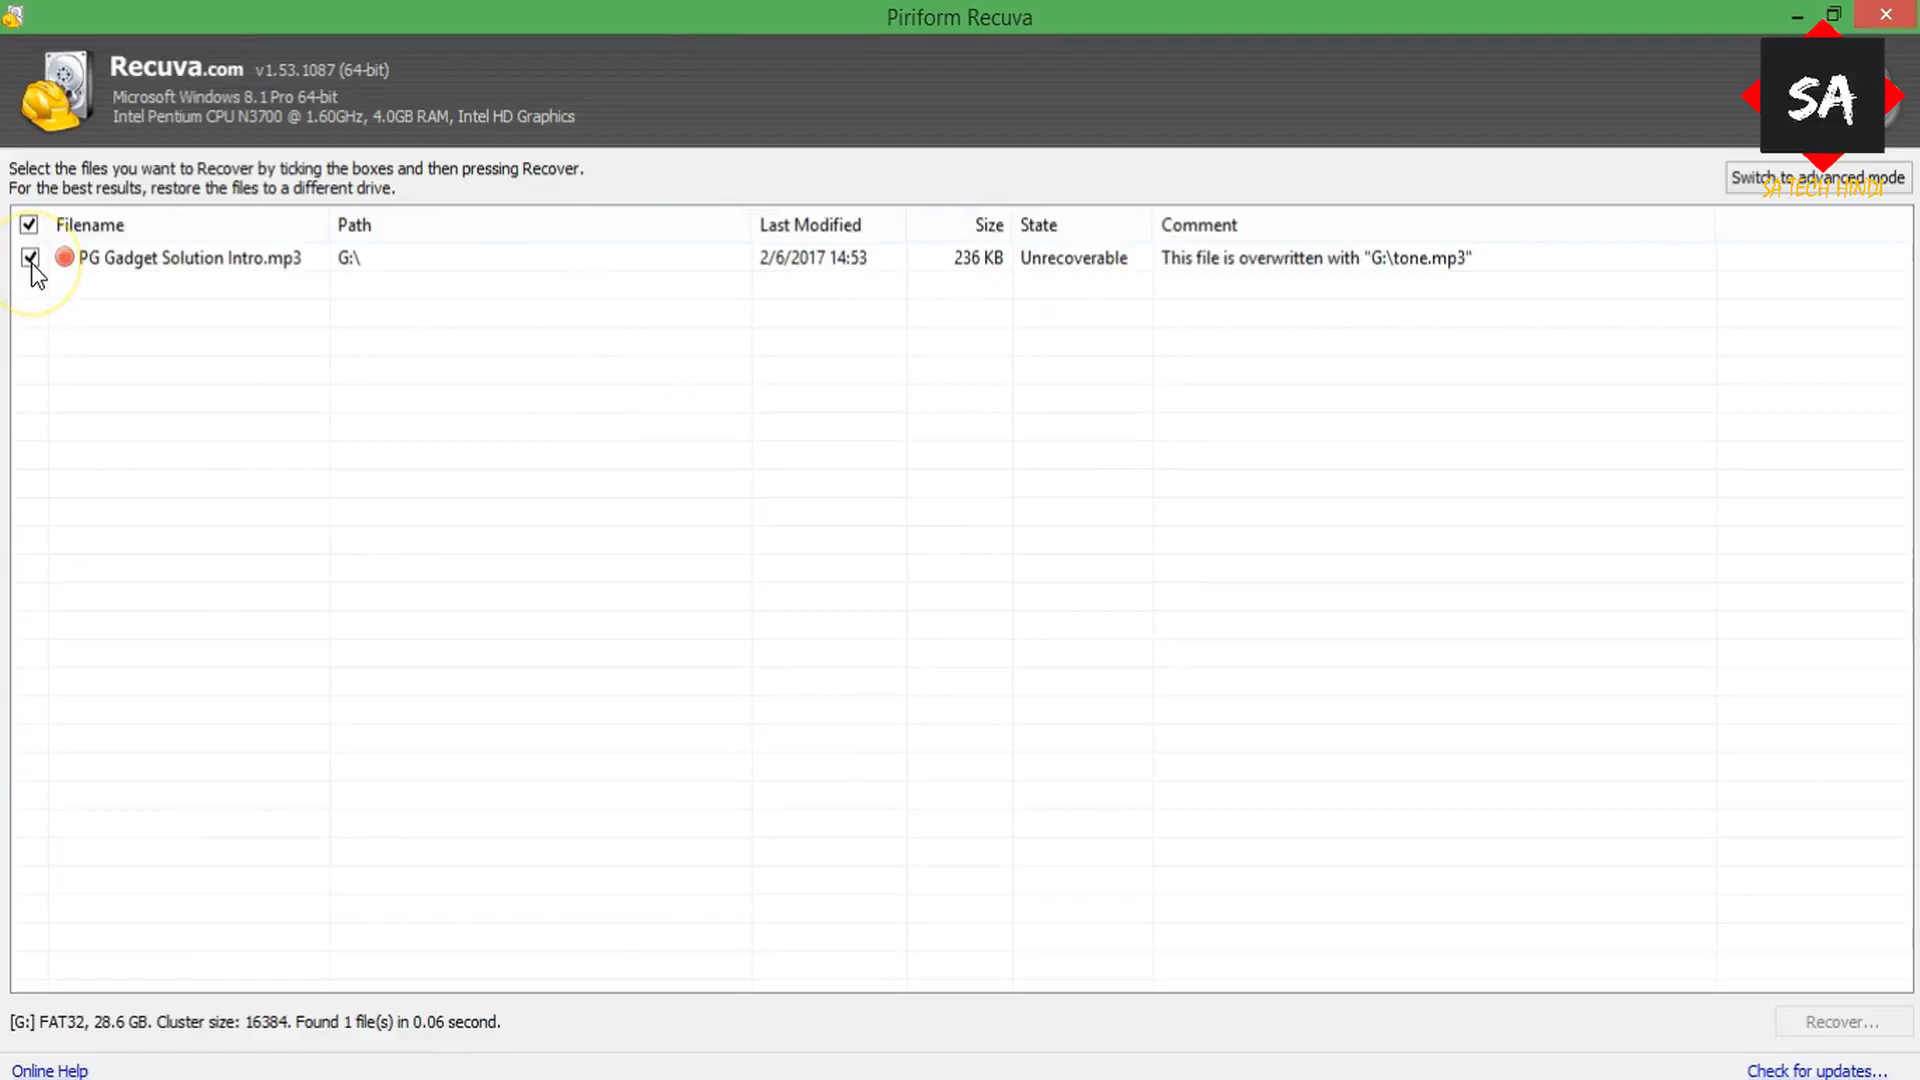 Piriform Recuva
Recuva.com v1.53.1087 (64-bit)
Microsoft Windows 8.1 Pro 64-bit
Intel Pentium CPU N3700 @ 1.60GHz, 4.0GB RAM, Intel HD Graphics
SA
SA TECH HINDI
Select the files you want to Recover by ticking the boxes and then pressing Recover.
For the best results, restore the files to a different drive.
Switch to advanced mode
Filename Path Last Modified Size State Comment
PG Gadget Solution Intro.mp3 G:\ 2/6/2017 14:53 236 KB Unrecoverable This file is overwritten with "G:\tone.mp3"
[G:] FAT32, 28.6 GB. Cluster size: 16384. Found 1 file(s) in 0.06 second.
Recover...
Online Help
Check for updates...